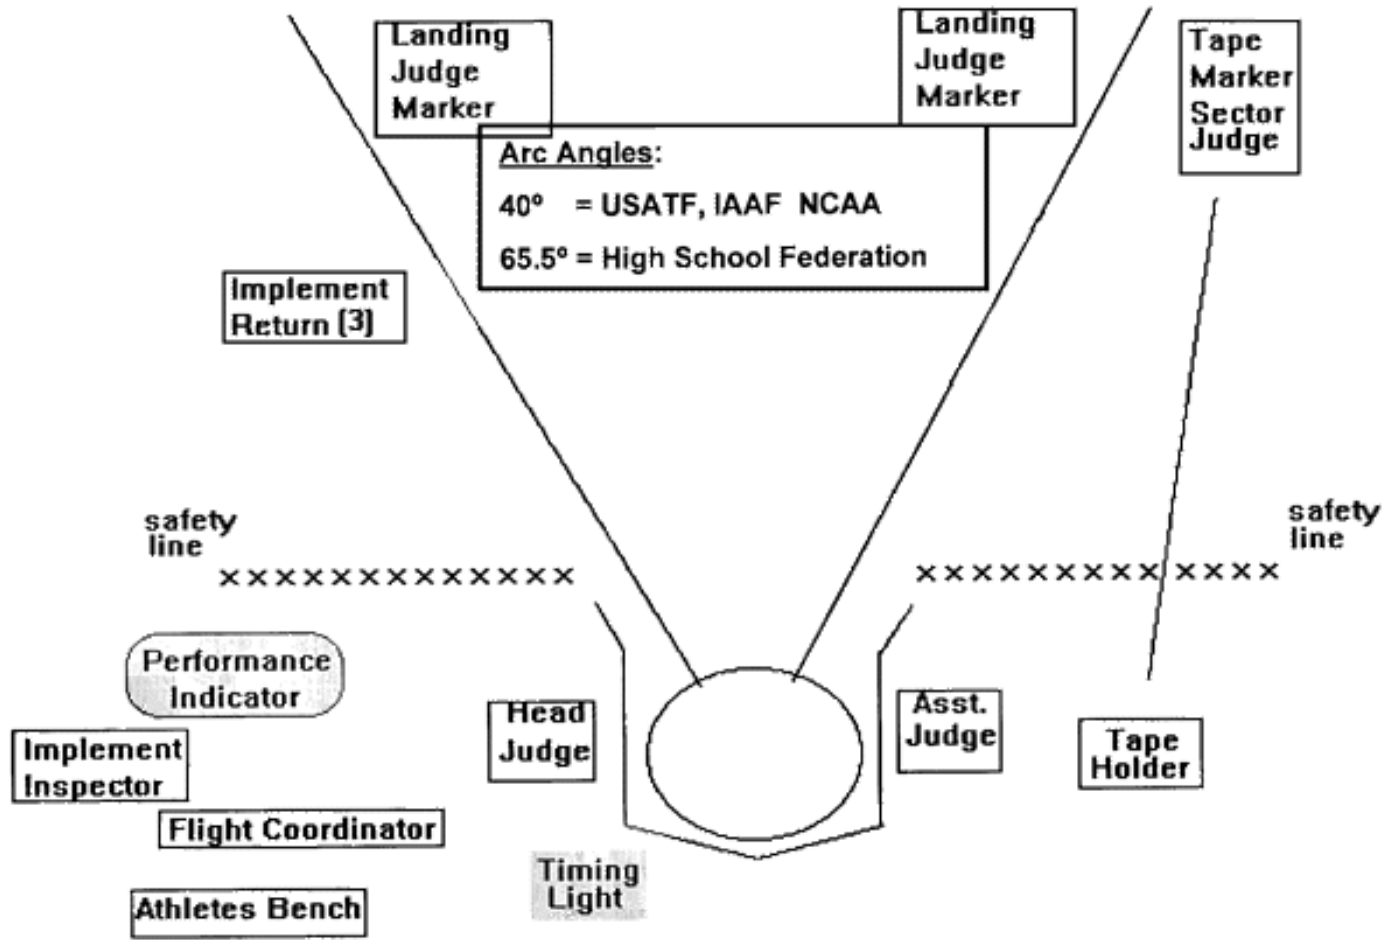 Landing
Judge
Marker
Landing
Judge
Marker
Tape
Marker
Sector
Judge
Arc Angles:
40º = USATF, IAAF NCAA
65.5º = High School Federation
Implement
Return (3)
safety
line
safety
line
××××××××××××× 
×××××××××××××
Performance
Indicator
Implement
Inspector
Flight Coordinator
Athletes Bench
Head
Judge
Timing
Light
Asst.
Judge
Tape
Holder